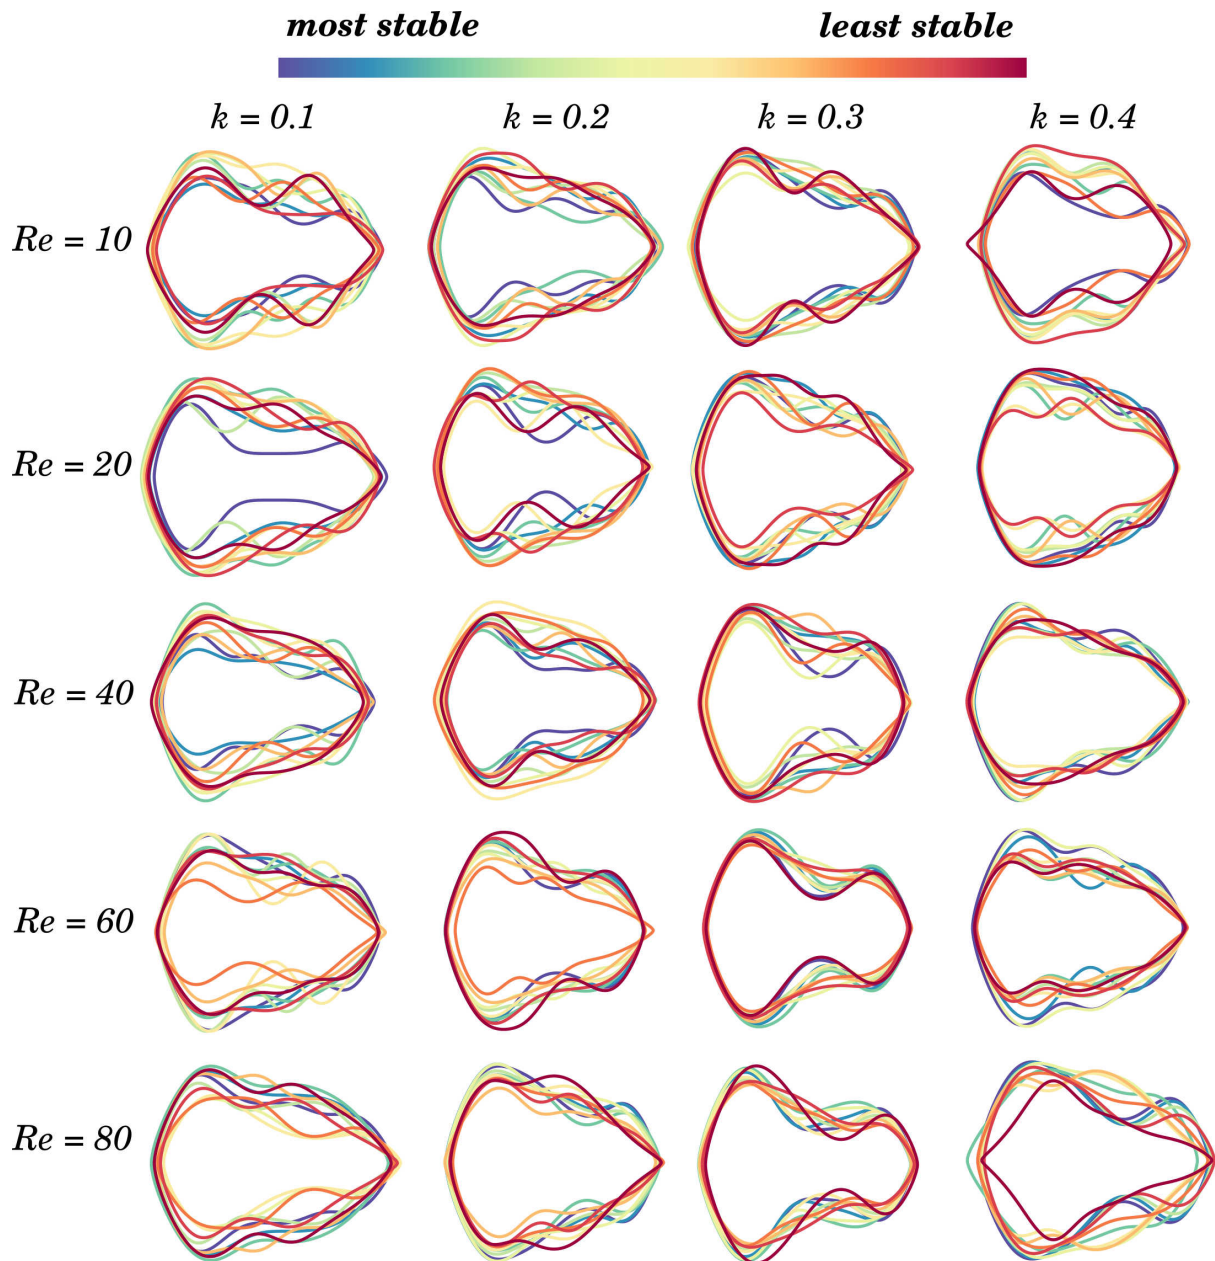 most stable least stable
k = 0.1 k = 0.2 k = 0.3 k = 0.4
Re = 10
Re = 20
Re = 40
Re = 60
Re = 80